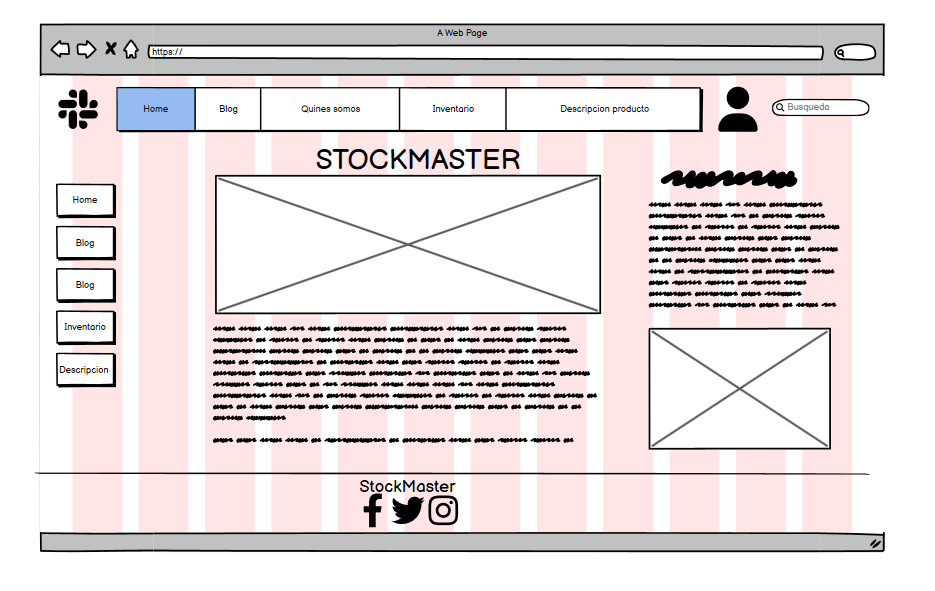 A Web Page
https://
Home
Blog
Quines somos
Inventario
Descripcion producto
Busqueda
STOCKMASTER
Home
Blog
Blog
Inventario
Descripcion
StockMaster